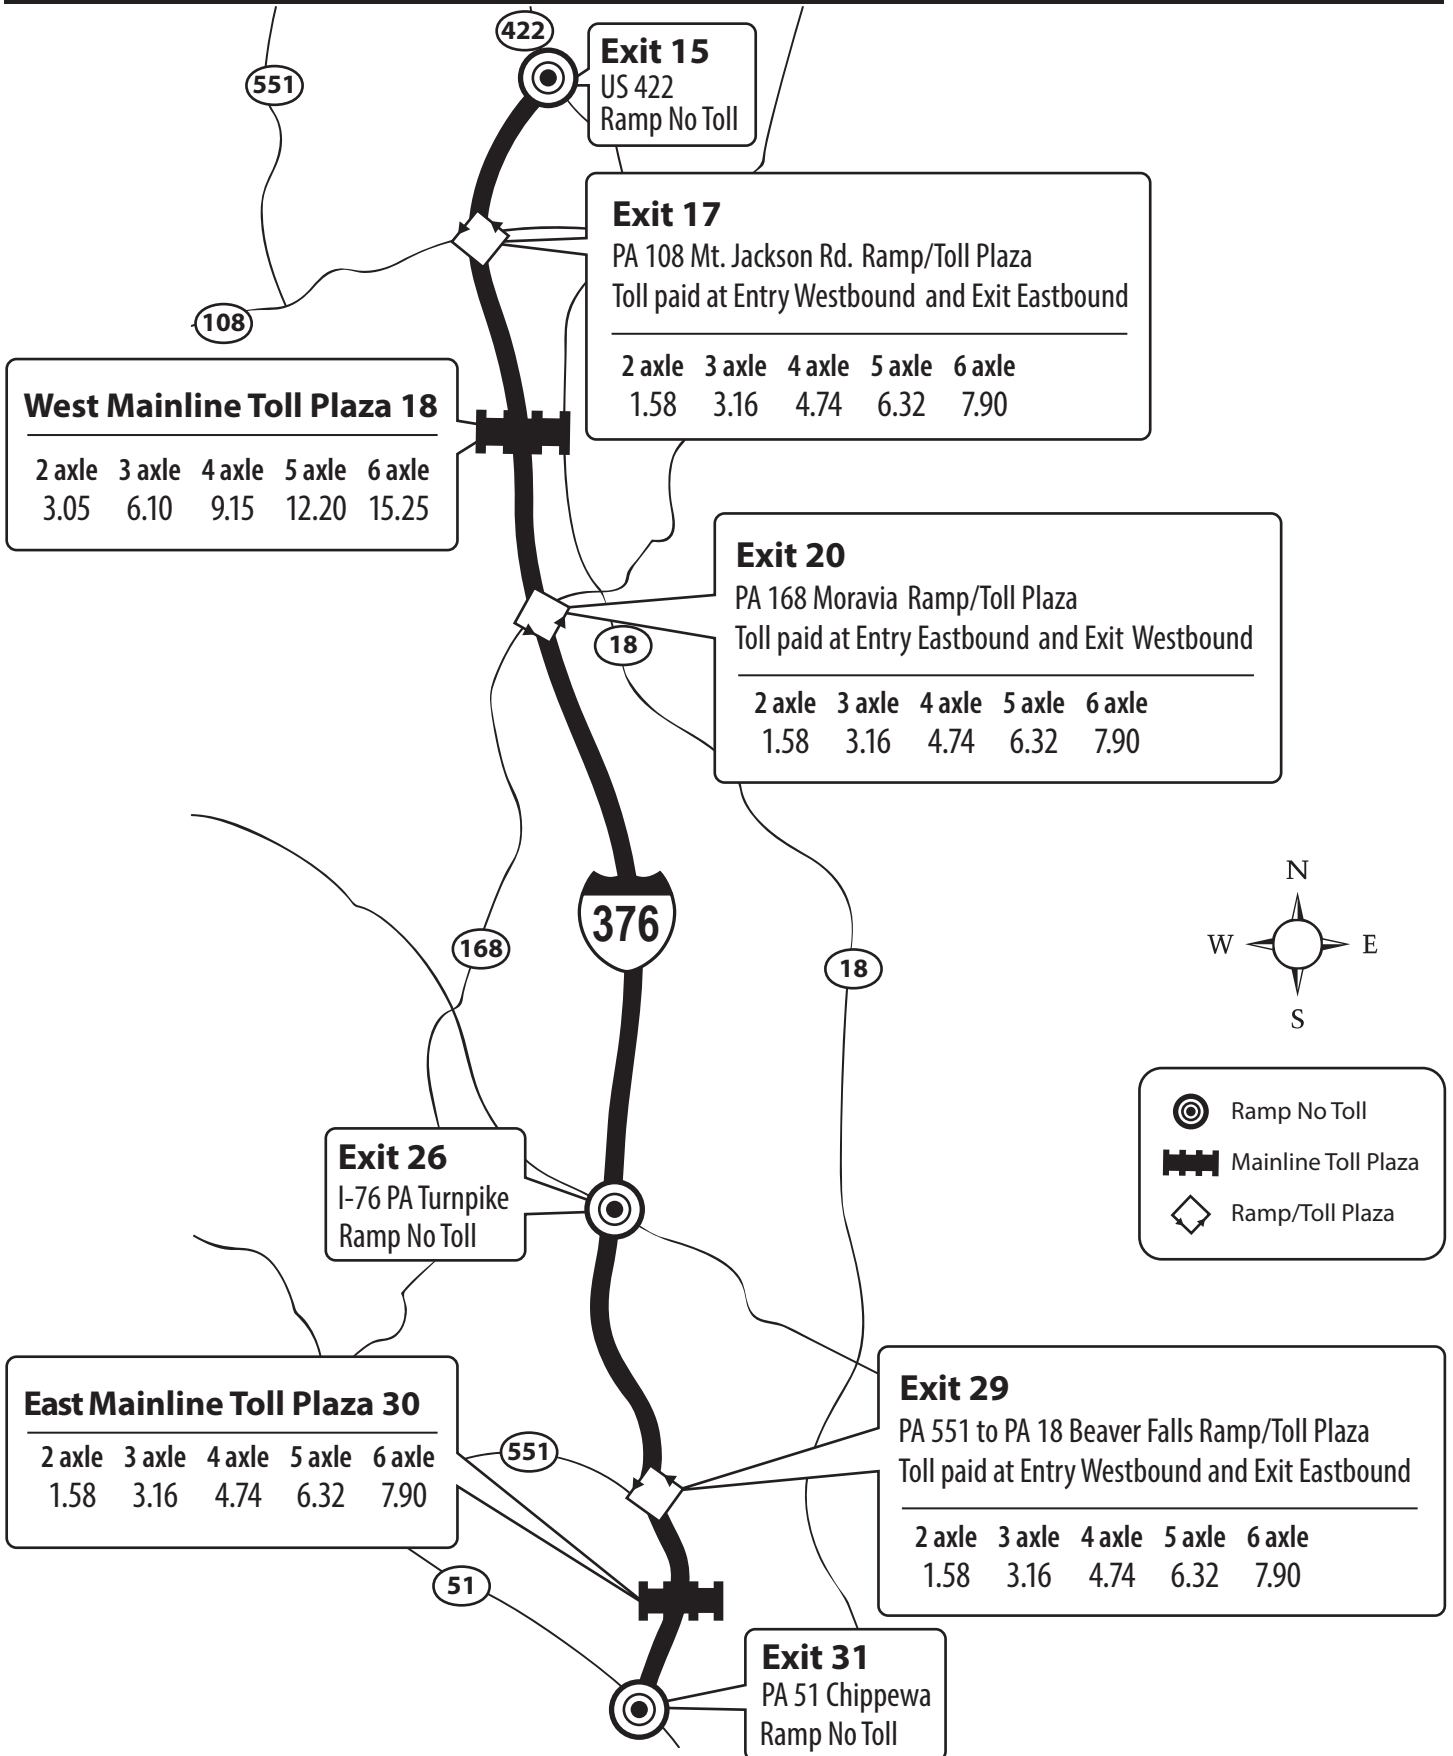 422
551
Exit 15
US 422
Ramp No Toll
Exit 17
PA 108 Mt. Jackson Rd. Ramp/Toll Plaza
Toll paid at Entry Westbound and Exit Eastbound
2 axle 3 axle 4 axle 5 axle 6 axle
1.58 3.16 4.74 6.32 7.90
108
West Mainline Toll Plaza 18
2 axle 3 axle 4 axle 5 axle 6 axle
3.05 6.10 9.15 12.20 15.25
Exit 20
PA 168 Moravia Ramp/Toll Plaza
Toll paid at Entry Eastbound and Exit Westbound
2 axle 3 axle 4 axle 5 axle 6 axle
1.58 3.16 4.74 6.32 7.90
18
376
168
18
N
W E
S
Ramp No Toll
Mainline Toll Plaza
Ramp/Toll Plaza
Exit 26
I-76 PA Turnpike
Ramp No Toll
East Mainline Toll Plaza 30
2 axle 3 axle 4 axle 5 axle 6 axle
1.58 3.16 4.74 6.32 7.90
551
Exit 29
PA 551 to PA 18 Beaver Falls Ramp/Toll Plaza
Toll paid at Entry Westbound and Exit Eastbound
2 axle 3 axle 4 axle 5 axle 6 axle
1.58 3.16 4.74 6.32 7.90
51
Exit 31
PA 51 Chippewa
Ramp No Toll